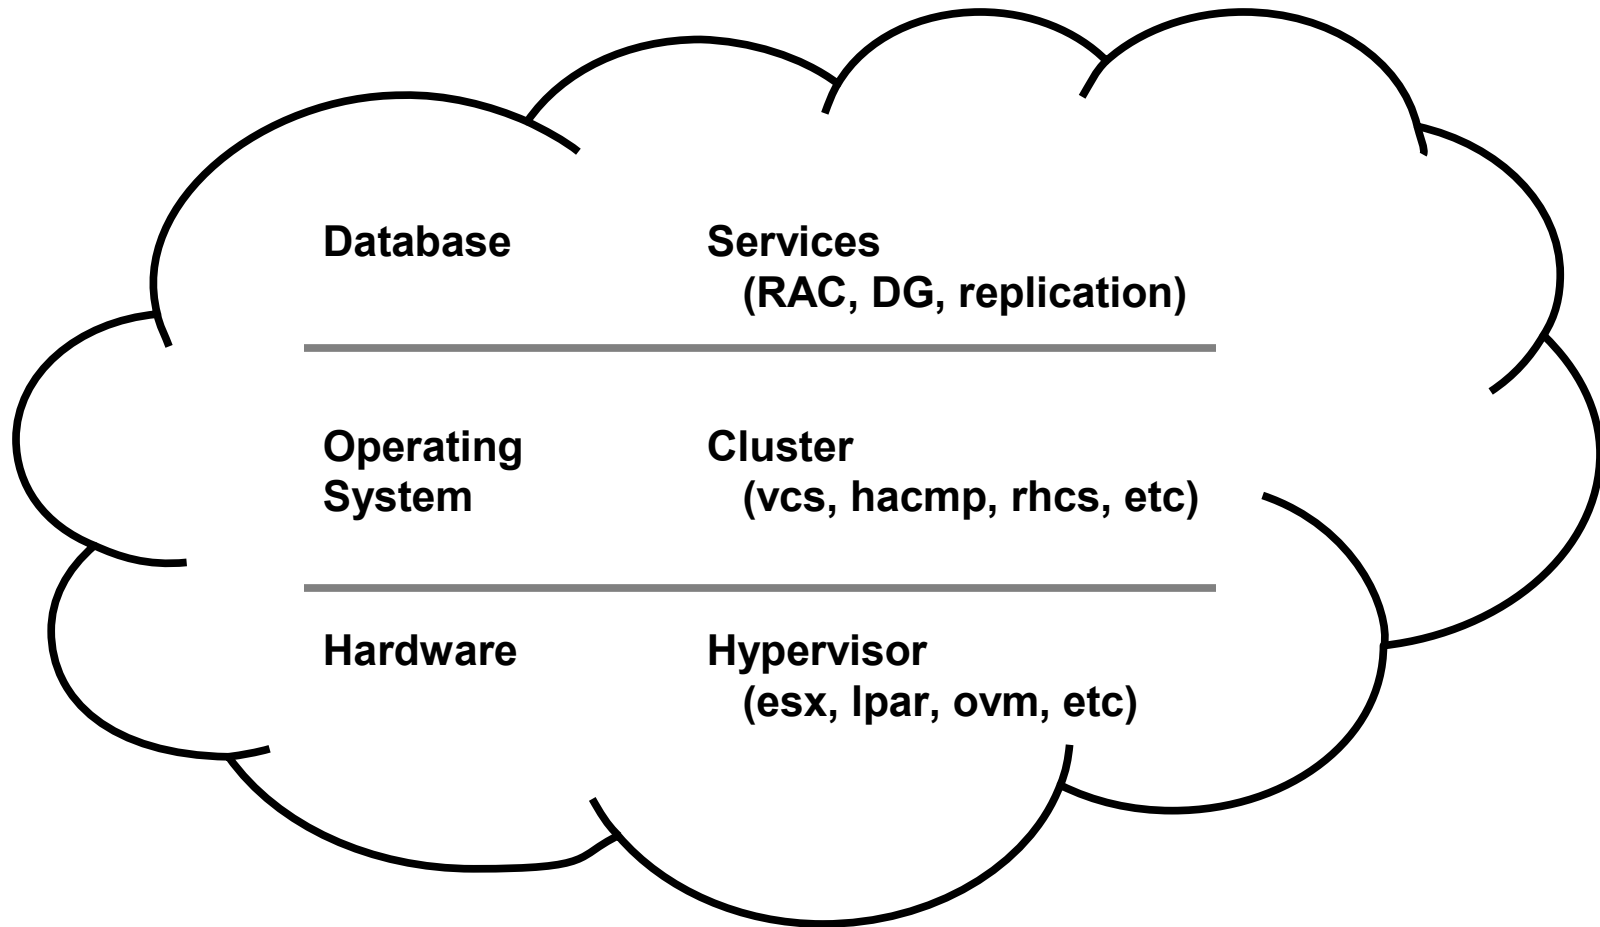 Database
Services
(RAC, DG, replication)
Operating
System
Cluster
(vcs, hacmp, rhcs, etc)
Hardware
Hypervisor
(esx, lpar, ovm, etc)